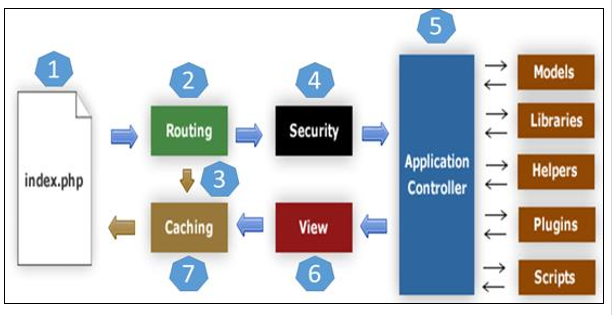 1
2
4
5
index.php
Routing
Security
Application
Controller
Models
Libraries
Helpers
Plugins
Scripts
3
Caching
View
7
6